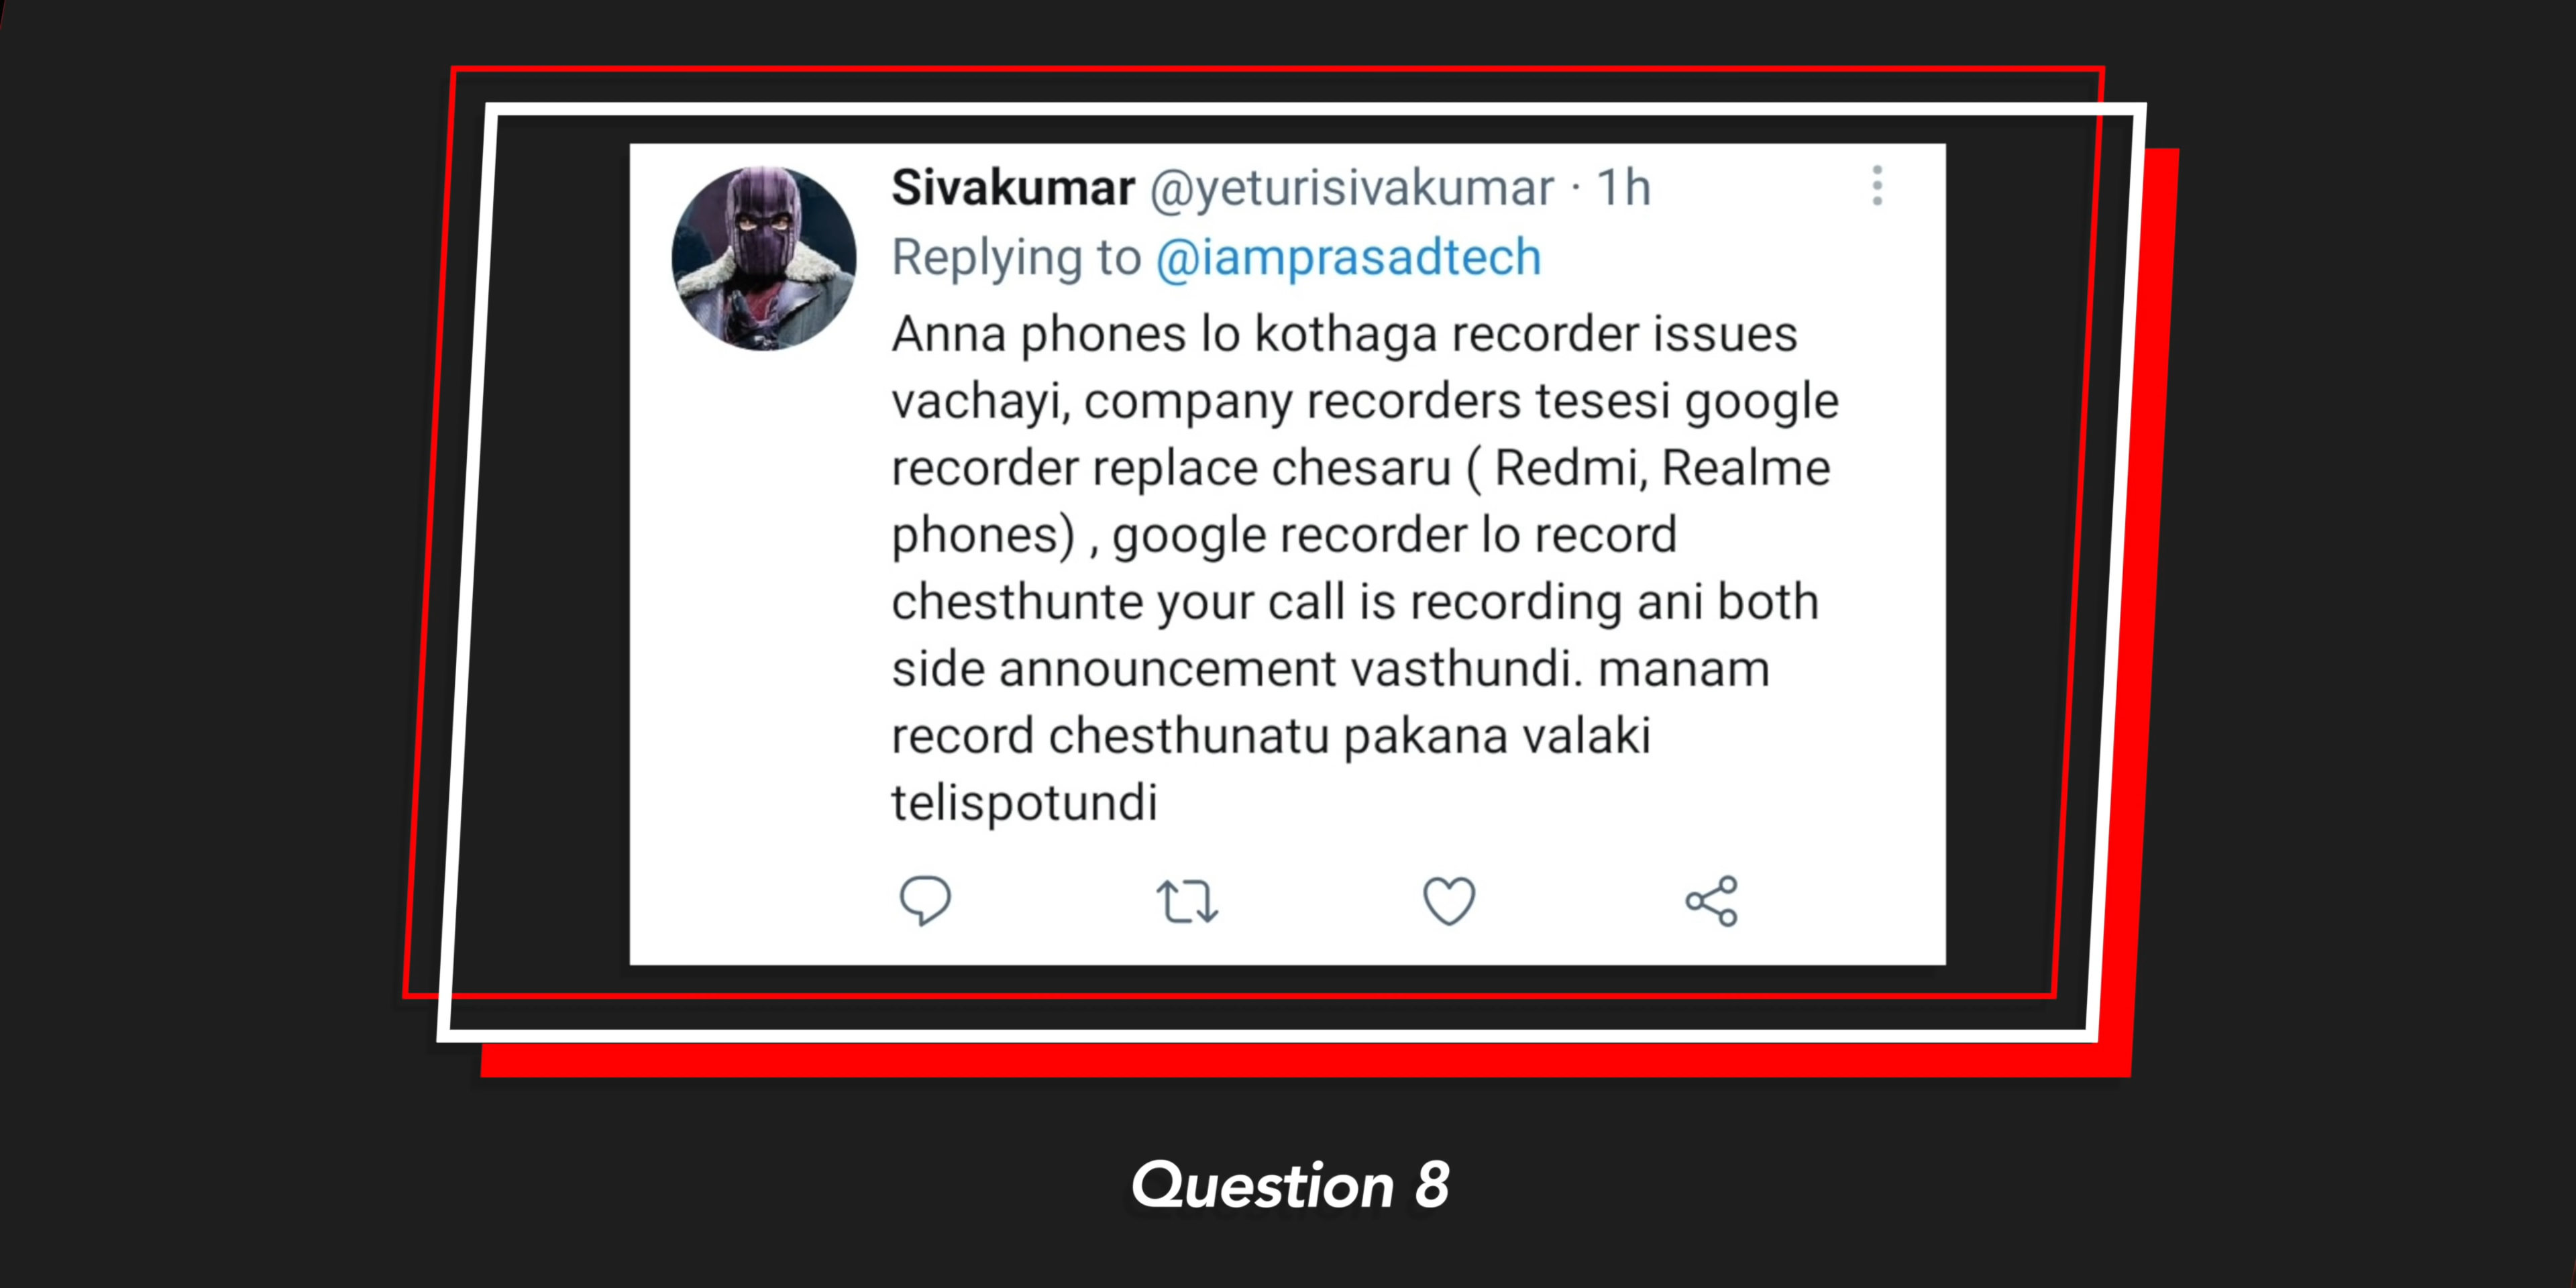 Sivakumar @yeturisivakumar · 1h
Replying to @iamprasadtech
Anna phones lo kothaga recorder issues
vachayi, company recorders tesesi google
recorder replace chesaru ( Redmi, Realme
phones) , google recorder lo record
chesthunte your call is recording ani both
side announcement vasthundi. manam
record chesthunatu pakana valaki
telispotundi
Question 8